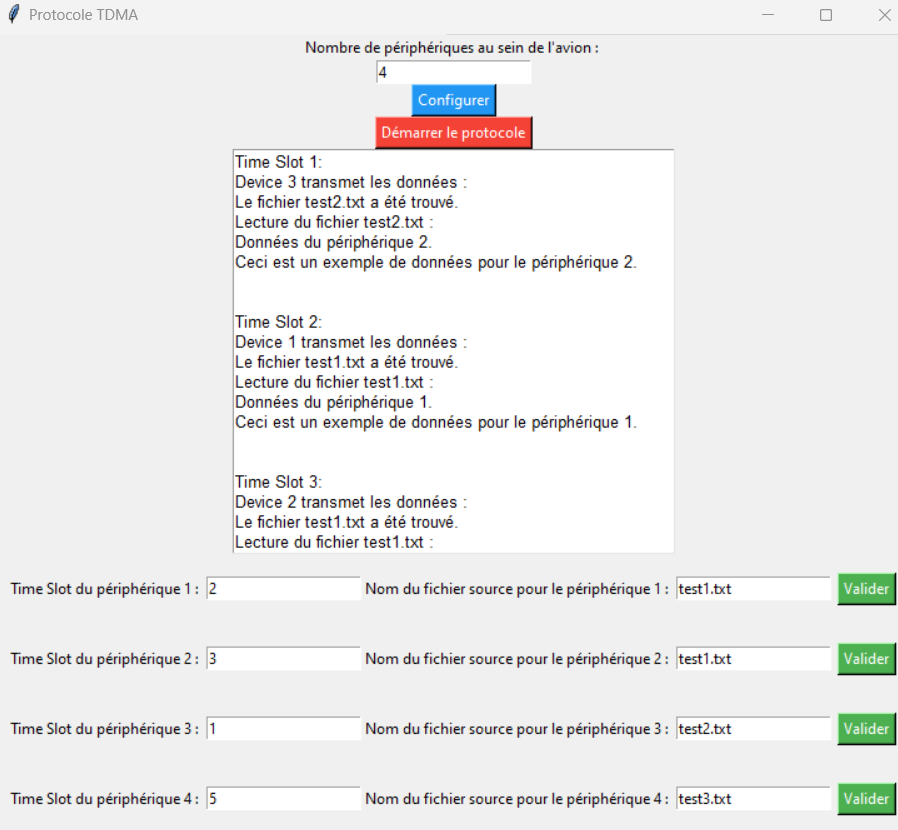 Protocole TDMA
Nombre de périphériques au sein de l'avion :
4
Configurer
Démarrer le protocole
Time Slot 1:
Device 3 transmet les données :
Le fichier test2.txt a été trouvé.
Lecture du fichier test2.txt :
Données du périphérique 2.
Ceci est un exemple de données pour le périphérique 2.
Time Slot 2:
Device 1 transmet les données :
Le fichier test1.txt a été trouvé.
Lecture du fichier test1.txt :
Données du périphérique 1.
Ceci est un exemple de données pour le périphérique 1.
Time Slot 3:
Device 2 transmet les données :
Le fichier test1.txt a été trouvé.
Lecture du fichier test1.txt :
Time Slot du périphérique 1 : 2 Nom du fichier source pour le périphérique 1 : test1.txt Valider
Time Slot du périphérique 2 : 3 Nom du fichier source pour le périphérique 2 : test1.txt Valider
Time Slot du périphérique 3 : 1 Nom du fichier source pour le périphérique 3 : test2.txt Valider
Time Slot du périphérique 4 : 5 Nom du fichier source pour le périphérique 4 : test3.txt Valider